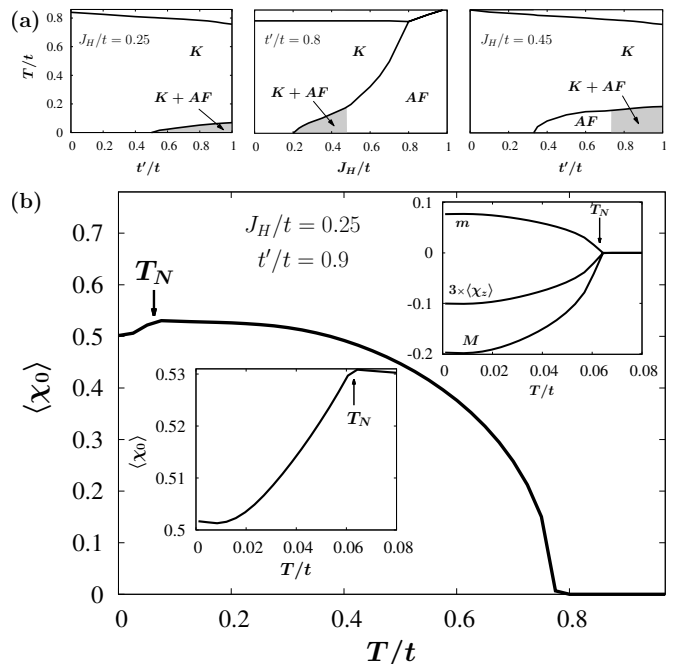 (a)
T/t
0.8
0.6
0.4
0.2
0
J_H/t = 0.25
K
K + AF
0.2 0.4 0.6 0.8 1
t'/t
t'/t = 0.8
K
K + AF
AF
0 0.2 0.4 0.6 0.8 1
J_H/t
J_H/t = 0.45
K
K + AF
AF
0 0.2 0.4 0.6 0.8 1
t'/t
(b)
⟨χ₀⟩
0.7
0.6
0.5
0.4
0.3
0.2
0.1
0
J_H/t = 0.25
t'/t = 0.9
T_N
0 0.2 0.4 0.6 0.8
T/t
0.1
0
-0.1
-0.2
m
T_N
3×⟨χ_z⟩
M
0 0.02 0.04 0.06 0.08
T/t
⟨χ₀⟩
0.53
0.52
0.51
0.5
T_N
0 0.02 0.04 0.06 0.08
T/t